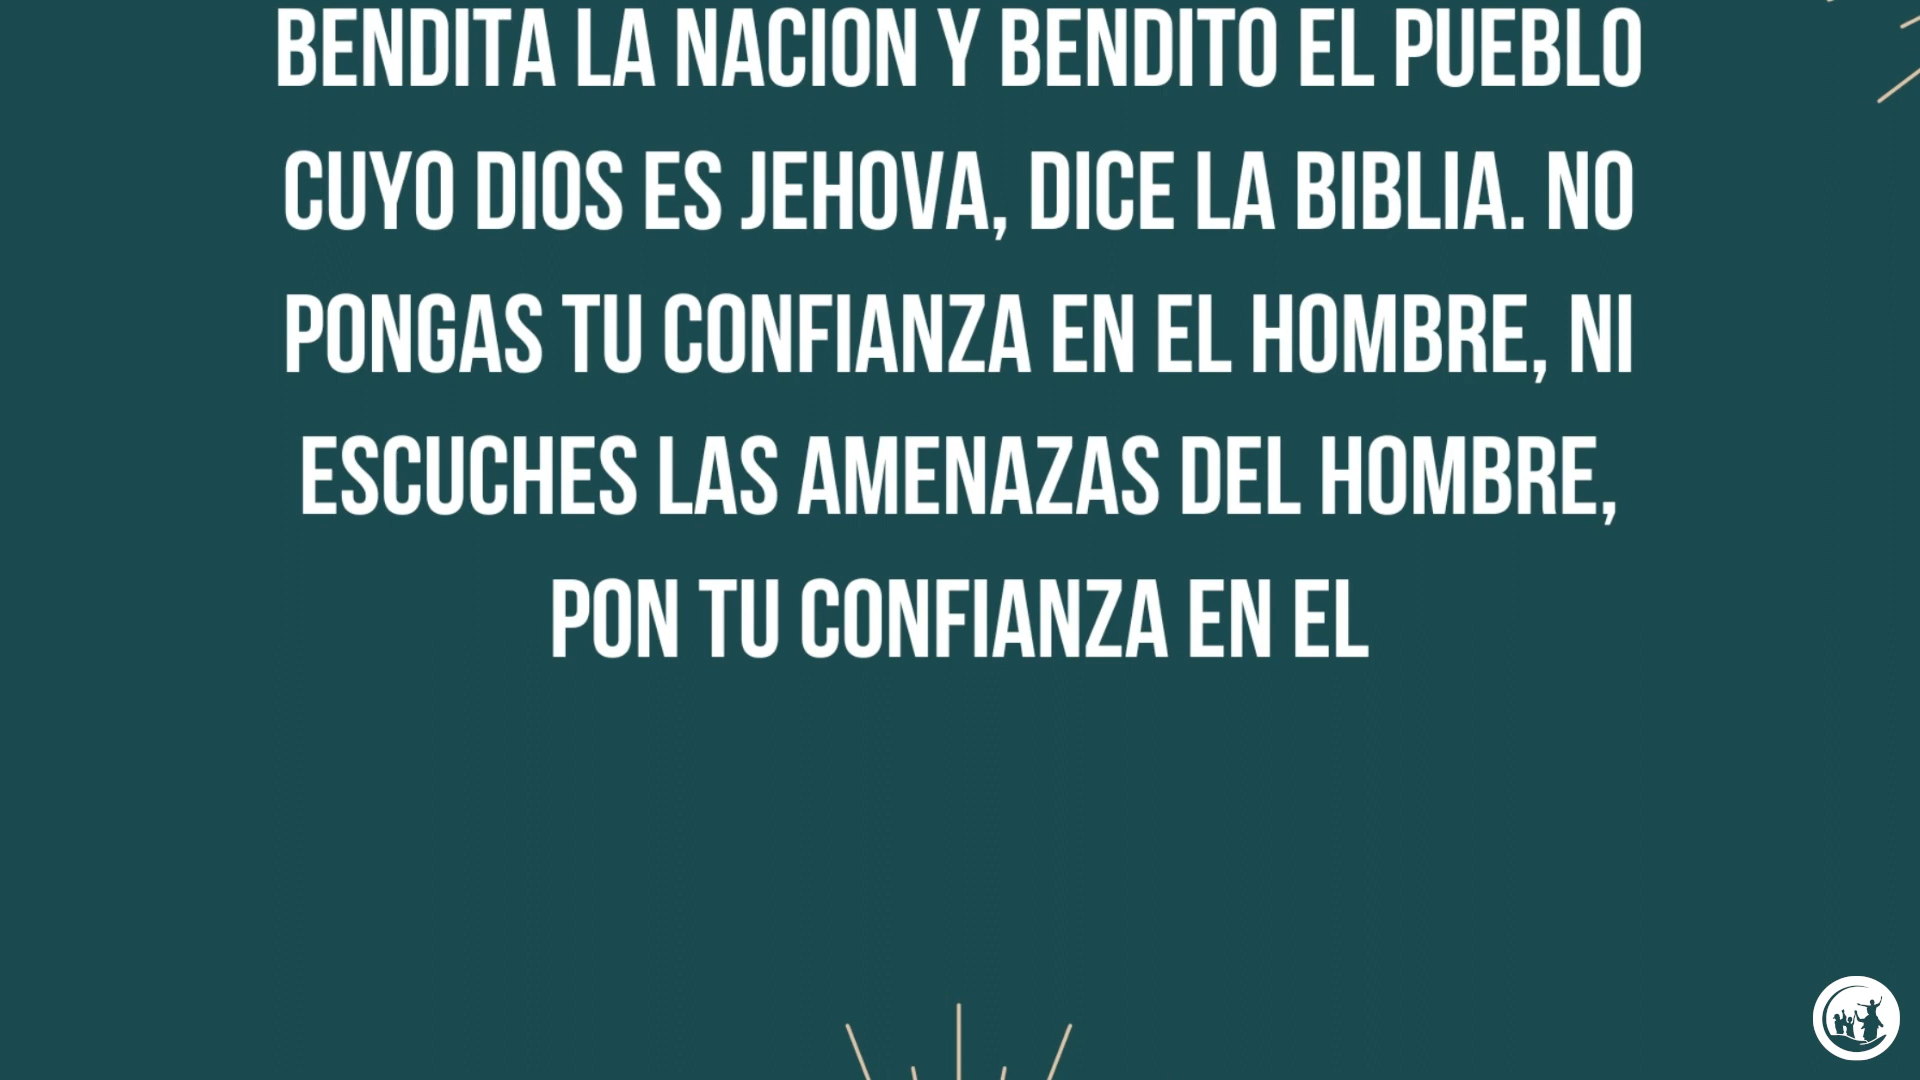 BENDITA LA NACION Y BENDITO EL PUEBLO
CUYO DIOS ES JEHOVA, DICE LA BIBLIA. NO
PONGAS TU CONFIANZA EN EL HOMBRE, NI
ESCUCHES LAS AMENAZAS DEL HOMBRE,
PON TU CONFIANZA EN EL